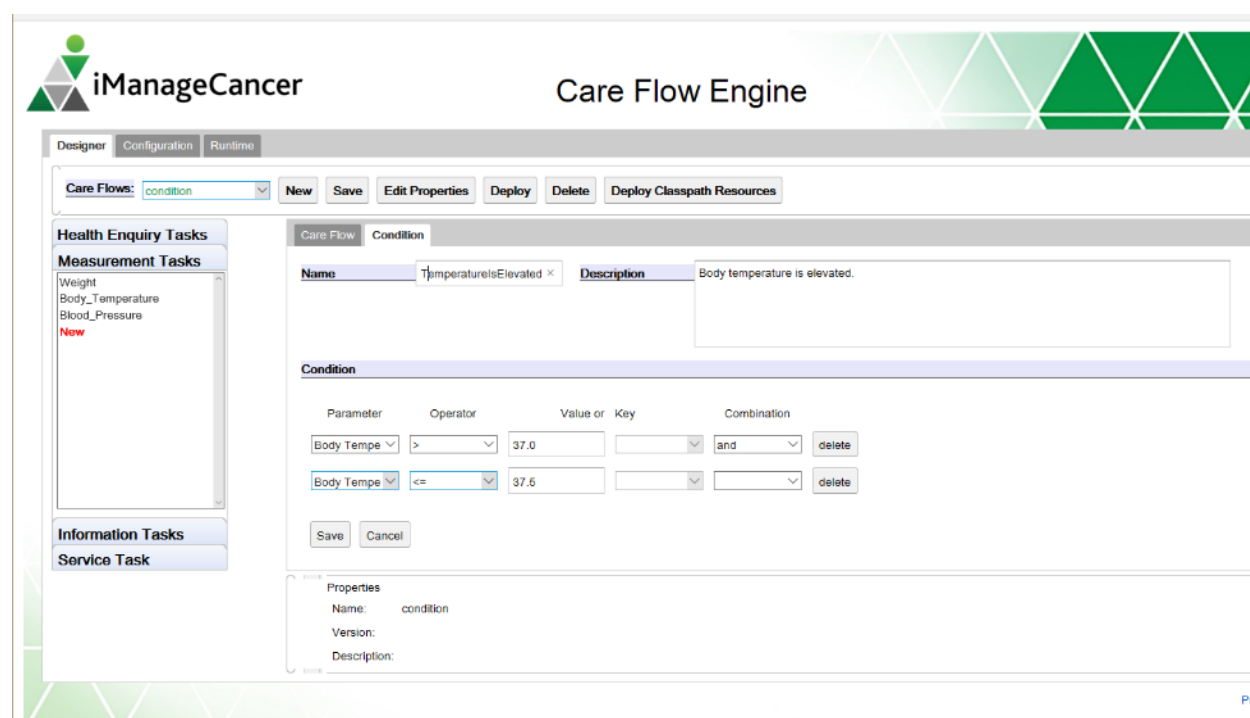 iManageCancer
Care Flow Engine
Designer Configuration Runtime
Care Flows: condition New Save Edit Properties Deploy Delete Deploy Classpath Resources
Health Enquiry Tasks
Measurement Tasks
Weight
Body_Temperature
Blood_Pressure
New
Information Tasks
Service Task
Care Flow Condition
Name TemperatureIsElevated × Description Body temperature is elevated.
Condition
Parameter Operator Value or Key Combination
Body Tempe > 37.0 and delete
Body Tempe <= 37.5 delete
Save Cancel
Properties
Name: condition
Version:
Description: